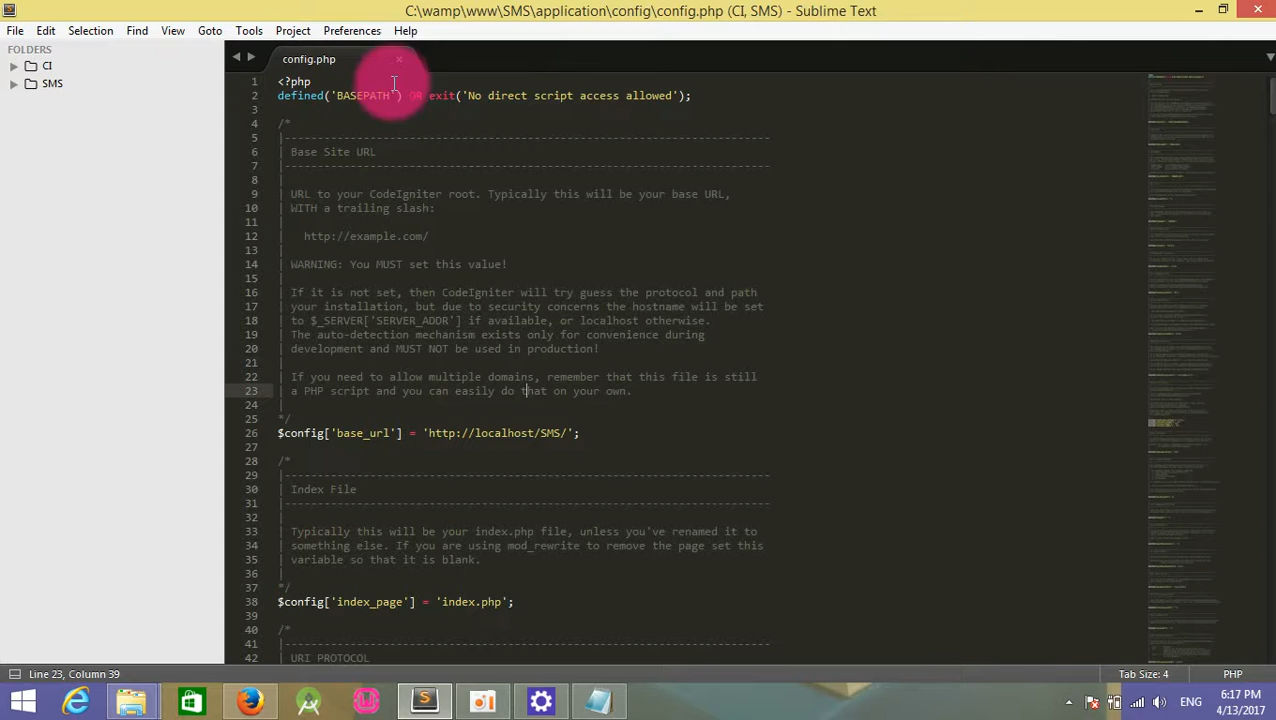 C:\wamp\www\SMS\application\config\config.php (CI, SMS) - Sublime Text
File Edit Selection Find View Goto Tools Project Preferences Help
FOLDERS
CI
SMS
config.php
1 <?php
2 defined('BASEPATH') OR exit('No direct script access allowed');
3
4 /*
5 |--------------------------------------------------------------------------
6 | Base Site URL
7 |--------------------------------------------------------------------------
8 |
9 | URL to your CodeIgniter root. Typically this will be your base URL,
10 | WITH a trailing slash:
11 |
12 | http://example.com/
13 |
14 | WARNING: You MUST set this value!
15 |
16 | If it is not set, then CodeIgniter will try guess the protocol and path
17 | your installation, but due to security concerns the hostname will be set
18 | to $_SERVER['SERVER_ADDR'] if available, or localhost otherwise.
19 | The auto-detection mechanism exists only for convenience during
20 | development and MUST NOT be used in production!
21 |
22 | If you need to allow multiple domains, remember that this file is still
23 | a PHP script and you can easily do that on your own.
24 |
25 */
26 $config['base_url'] = 'http://localhost/SMS/';
27
28 /*
29 |--------------------------------------------------------------------------
30 | Index File
31 |--------------------------------------------------------------------------
32 |
33 | Typically this will be your index.php file, unless you've renamed it to
34 | something else. If you are using mod_rewrite to remove the page set this
35 | variable so that it is blank.
36 |
37 */
38 $config['index_page'] = 'index.php';
39
40 /*
41 |--------------------------------------------------------------------------
42 | URI PROTOCOL
Line 23, Column 39
Tab Size: 4 PHP
ENG
6:17 PM
4/13/2017